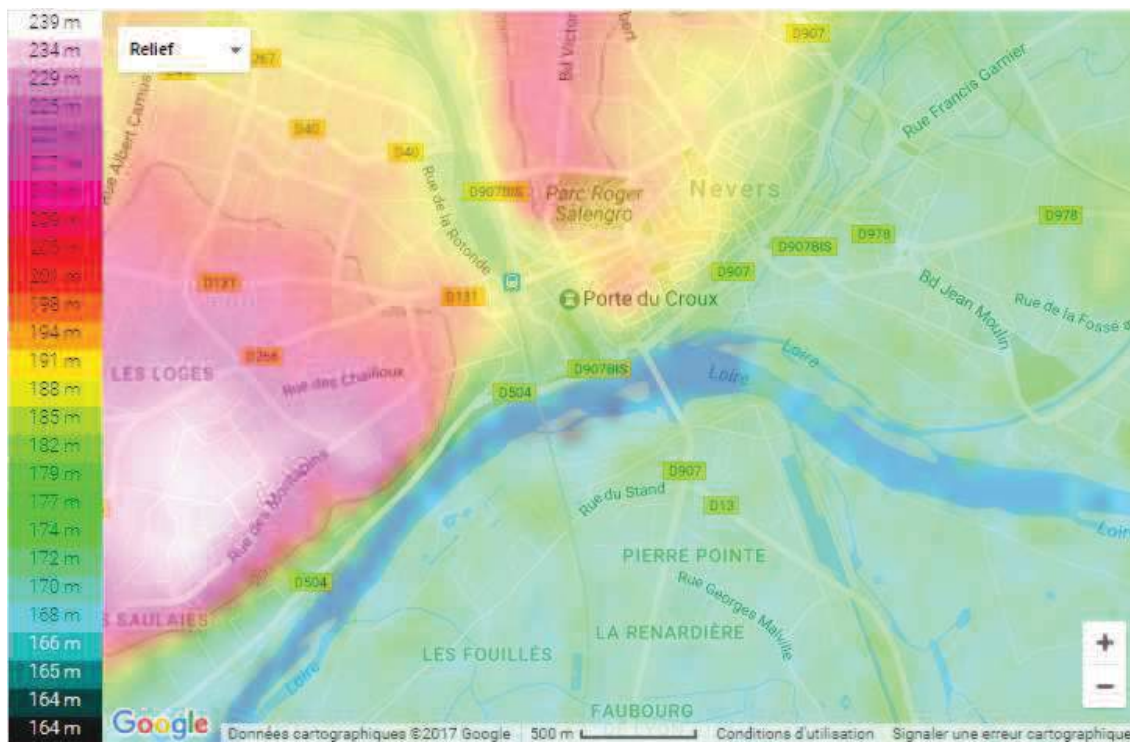 239 m
234 m
229 m
225 m
209 m
205 m
201 m
198 m
194 m
191 m
188 m
185 m
182 m
179 m
177 m
174 m
172 m
170 m
168 m
166 m
165 m
164 m
164 m
Relief
D907
Rue Albert Camus
D40
D40
Bd Victor
Rue Francis Garnier
Rue de la Rotonde
D907BIS
Parc Roger
Salengro
Nevers
D978
D978
D907BIS
D907
D131
D131
Porte du Croux
Bd Jean Moulin
Rue de la Fossé
LES LOGES
Rue des Chailloux
D504
D907BIS
Loire
Loire
Rue des Montapins
D907
Rue du Stand
D13
PIERRE POINTE
Rue Georges Malville
D504
SAULAIES
LA RENARDIÈRE
LES FOUILLÉS
Loire
FAUBOURG
+
−
Google
Données cartographiques ©2017 Google 500 m Conditions d'utilisation Signaler une erreur cartographique